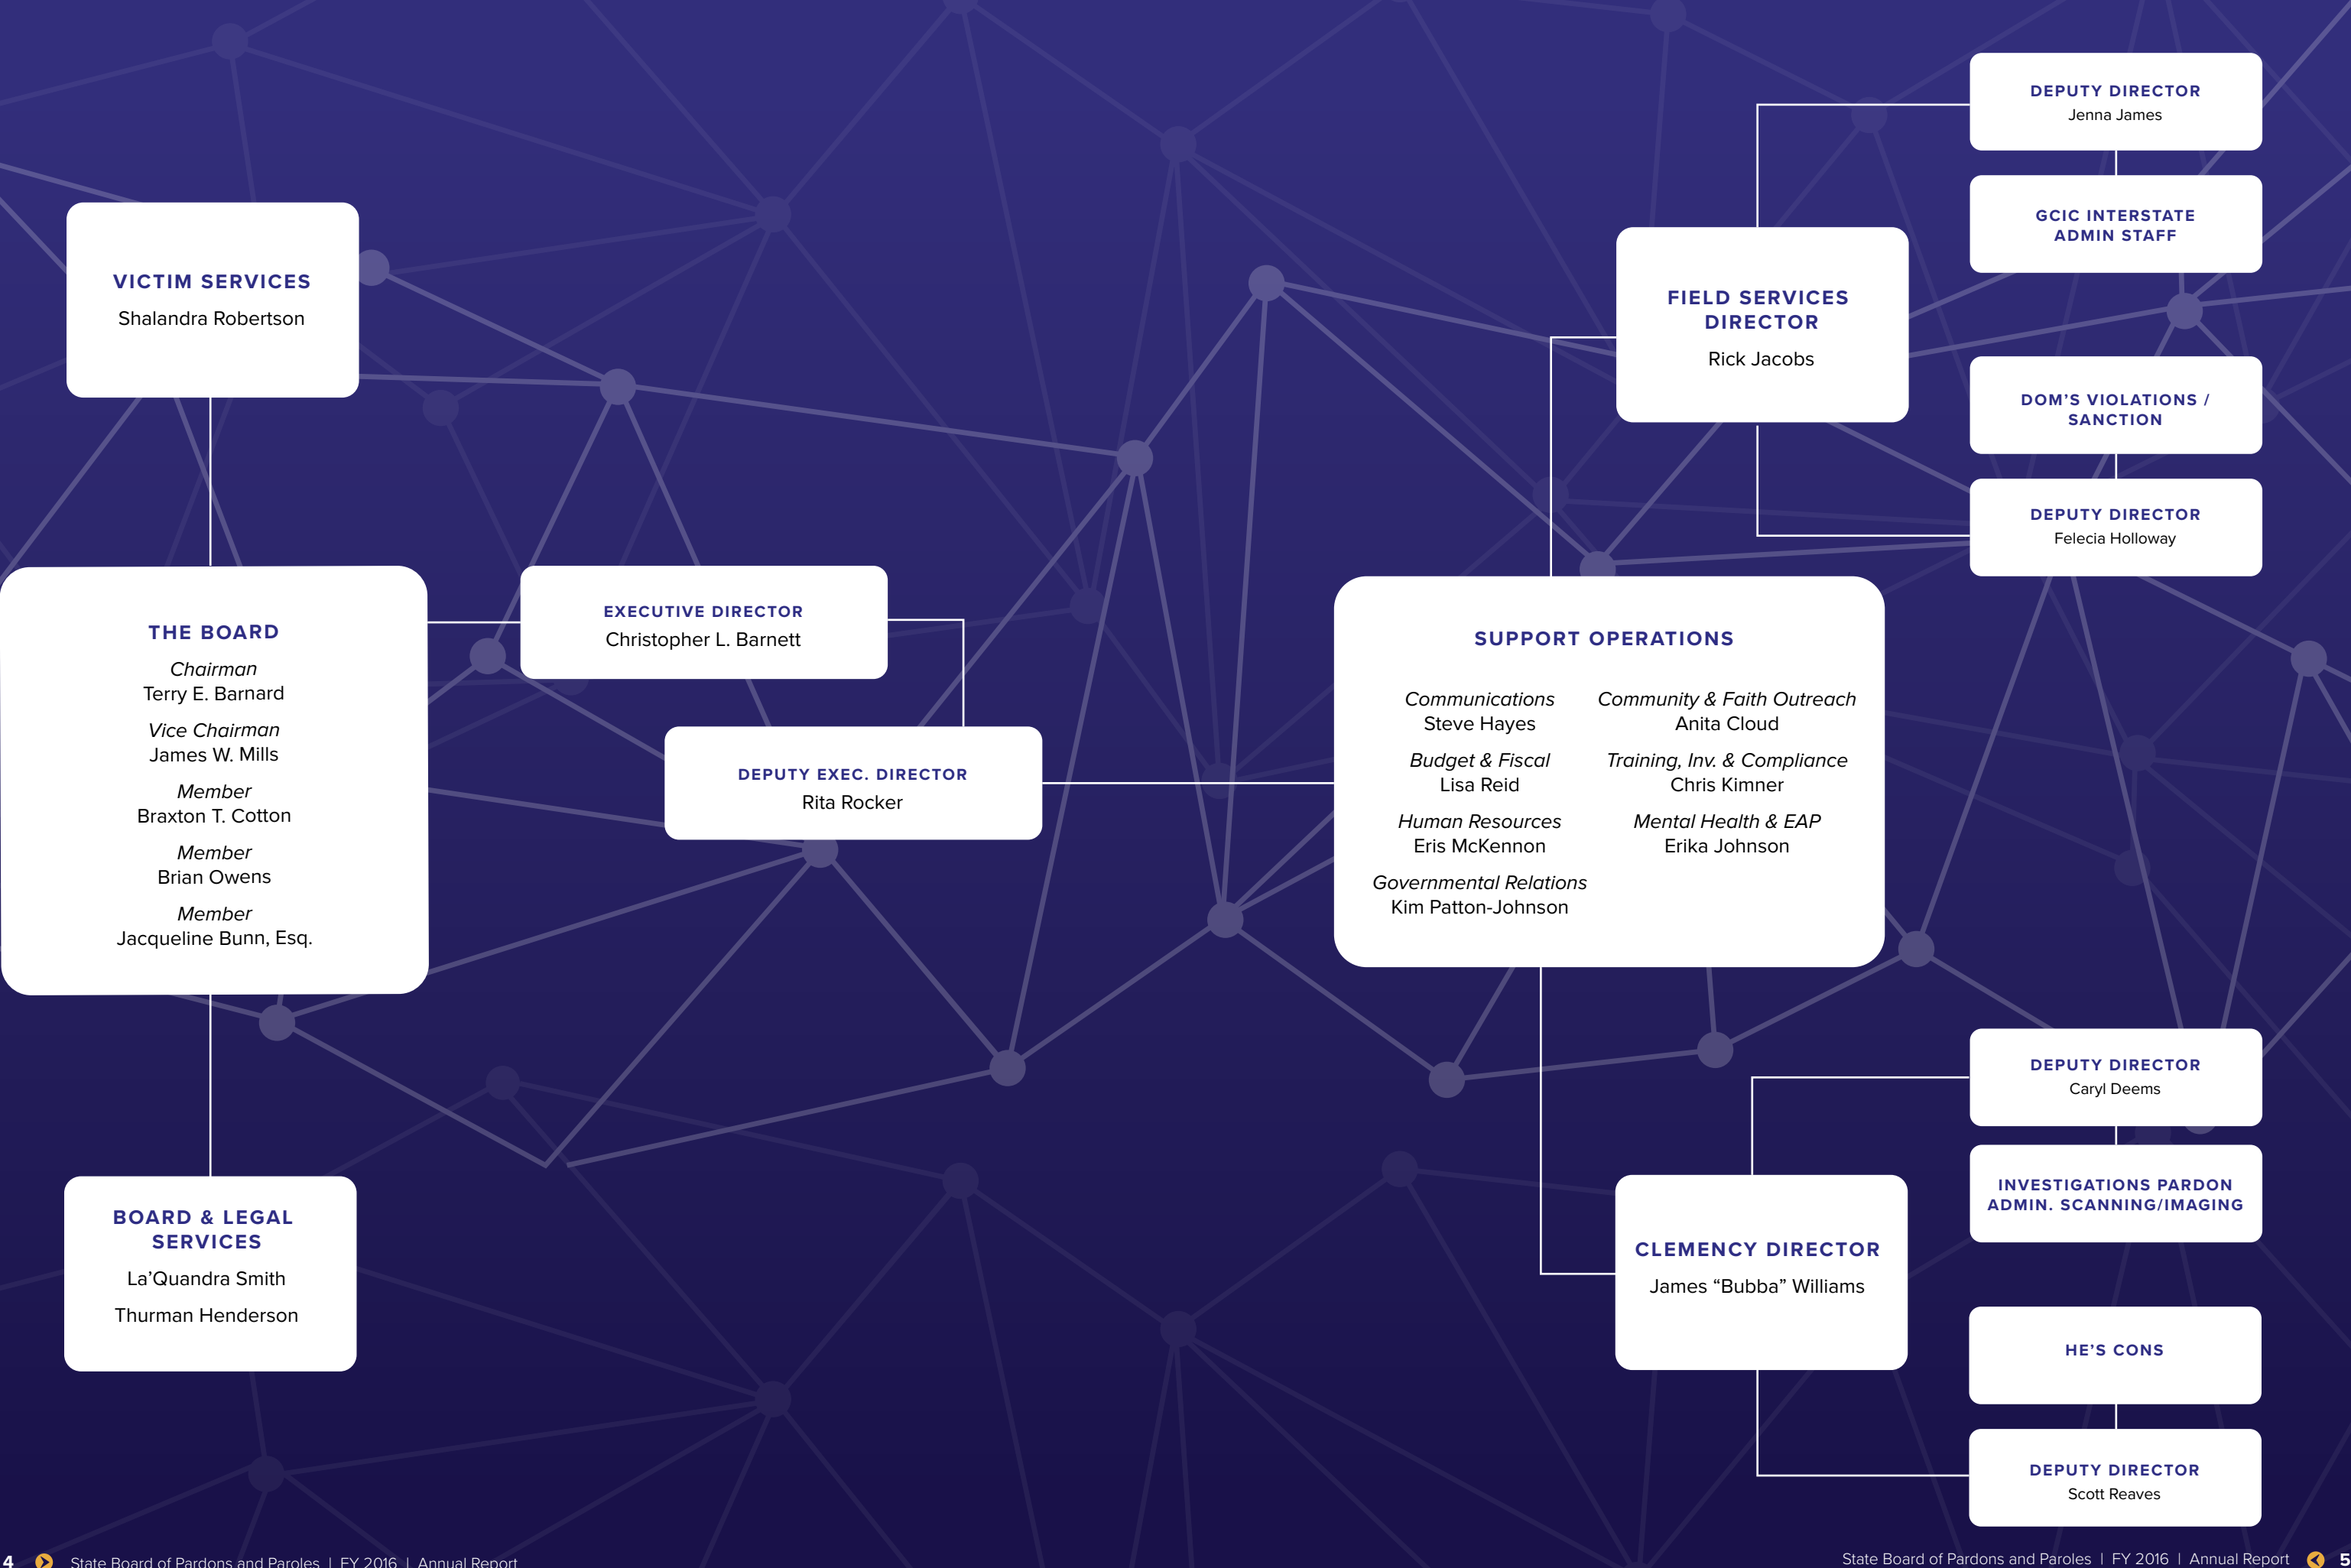 VICTIM SERVICES
Shalandra Robertson
THE BOARD
Chairman
Terry E. Barnard
Vice Chairman
James W. Mills
Member
Braxton T. Cotton
Member
Brian Owens
Member
Jacqueline Bunn, Esq.
BOARD & LEGAL
SERVICES
La’Quandra Smith
Thurman Henderson
EXECUTIVE DIRECTOR
Christopher L. Barnett
DEPUTY EXEC. DIRECTOR
Rita Rocker
SUPPORT OPERATIONS
Communications
Steve Hayes
Budget & Fiscal
Lisa Reid
Human Resources
Eris McKennon
Governmental Relations
Kim Patton-Johnson
Community & Faith Outreach
Anita Cloud
Training, Inv. & Compliance
Chris Kimner
Mental Health & EAP
Erika Johnson
FIELD SERVICES
DIRECTOR
Rick Jacobs
DEPUTY DIRECTOR
Jenna James
GCIC INTERSTATE
ADMIN STAFF
DOM’S VIOLATIONS /
SANCTION
DEPUTY DIRECTOR
Felecia Holloway
CLEMENCY DIRECTOR
James “Bubba” Williams
DEPUTY DIRECTOR
Caryl Deems
INVESTIGATIONS PARDON
ADMIN. SCANNING/IMAGING
HE’S CONS
DEPUTY DIRECTOR
Scott Reaves
4 State Board of Pardons and Paroles | FY 2016 | Annual Report
State Board of Pardons and Paroles | FY 2016 | Annual Report 5